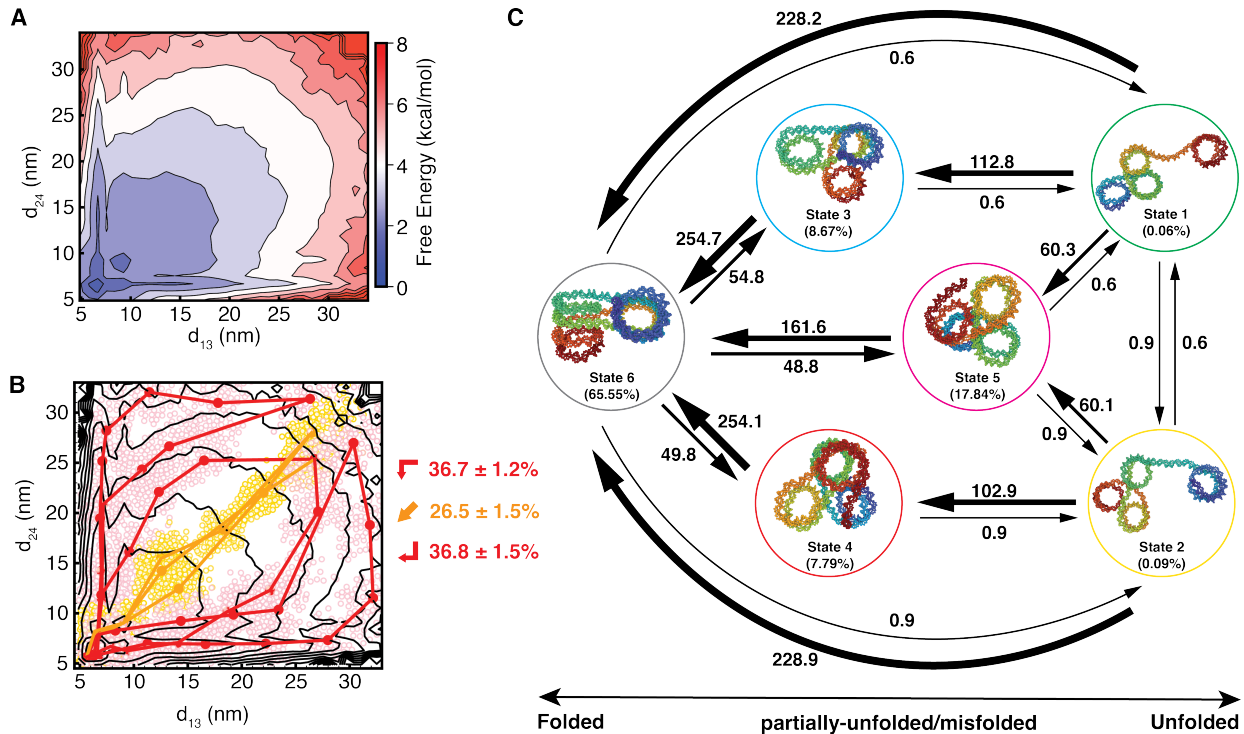 A
30
25
20
15
10
5
5 10 15 20 25 30
d24 (nm)
d13 (nm)
8
6
4
2
0
Free Energy (kcal/mol)
B
30
25
20
15
10
5
5 10 15 20 25 30
d24 (nm)
d13 (nm)
36.7 ± 1.2%
26.5 ± 1.5%
36.8 ± 1.5%
C
228.2
0.6
State 3
(8.67%)
112.8
0.6
State 1
(0.06%)
254.7
54.8
60.3
0.6
State 6
(65.55%)
161.6
48.8
State 5
(17.84%)
0.9
0.6
254.1
49.8
60.1
0.9
State 4
(7.79%)
102.9
0.9
State 2
(0.09%)
0.9
228.9
Folded
partially-unfolded/misfolded
Unfolded